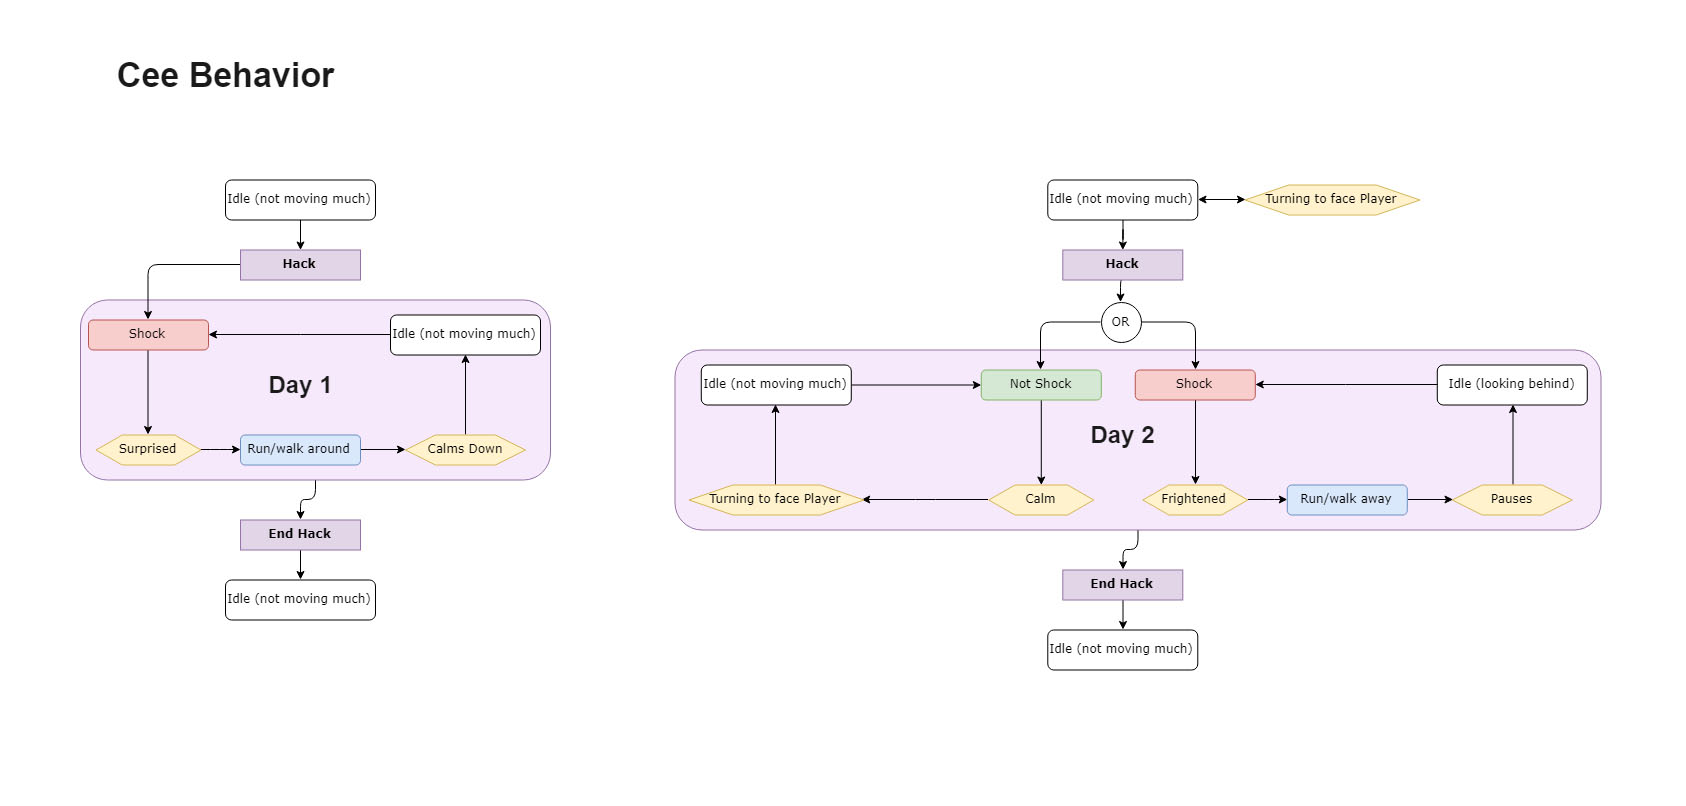 Cee Behavior
Idle (not moving much)
Hack
Shock
Idle (not moving much)
Day 1
Surprised
Run/walk around
Calms Down
End Hack
Idle (not moving much)
Idle (not moving much)
Turning to face Player
Hack
OR
Idle (not moving much)
Not Shock
Shock
Idle (looking behind)
Day 2
Turning to face Player
Calm
Frightened
Run/walk away
Pauses
End Hack
Idle (not moving much)